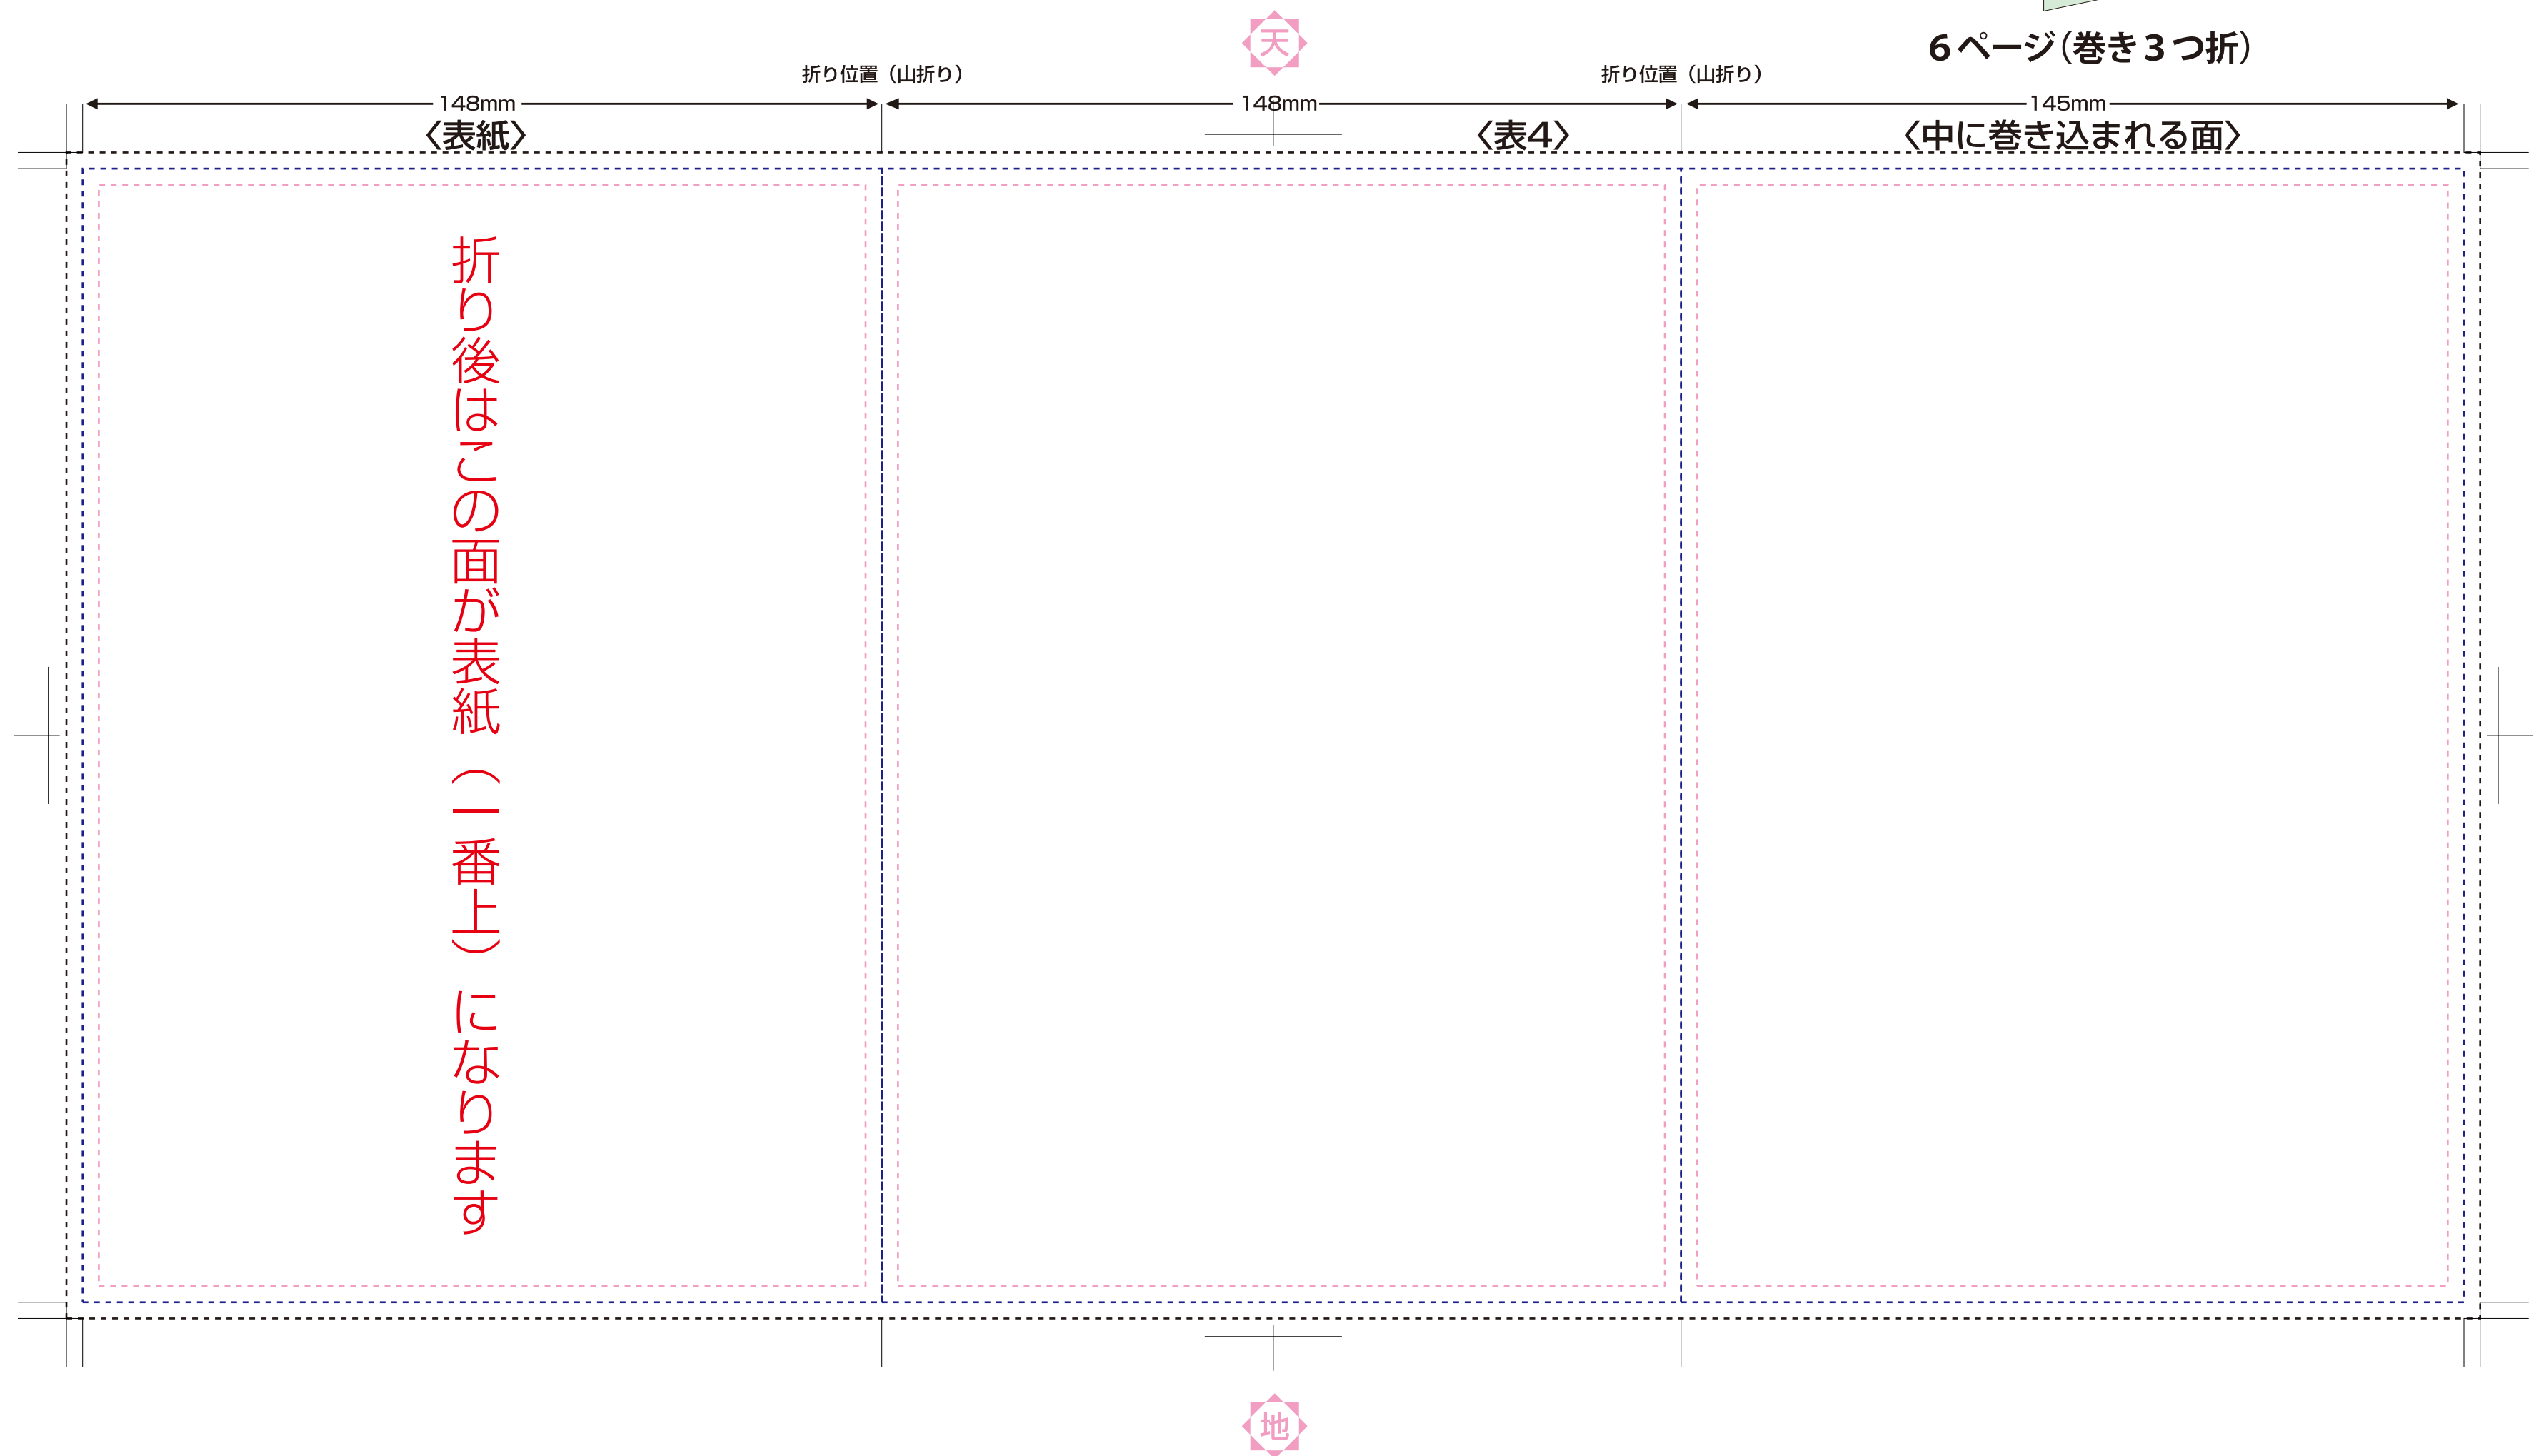 天
6ページ(巻き3つ折)
折り位置（山折り）
折り位置（山折り）
148mm
148mm
145mm
〈表紙〉
〈表4〉
〈中に巻き込まれる面〉
折り後はこの面が表紙（一番上）になります
地